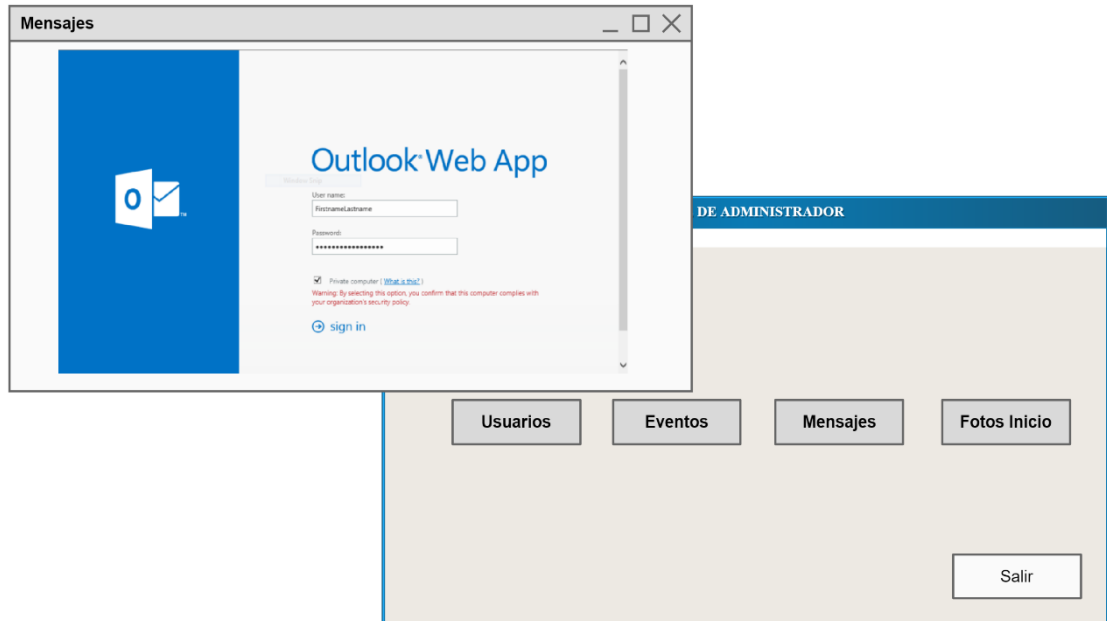 Mensajes
Outlook Web App
User name:
FirstnameLastname
Password:
Private computer ( What is this? )
Warning: By selecting this option, you confirm that this computer complies with
your organization's security policy.
sign in
DE ADMINISTRADOR
Usuarios
Eventos
Mensajes
Fotos Inicio
Salir